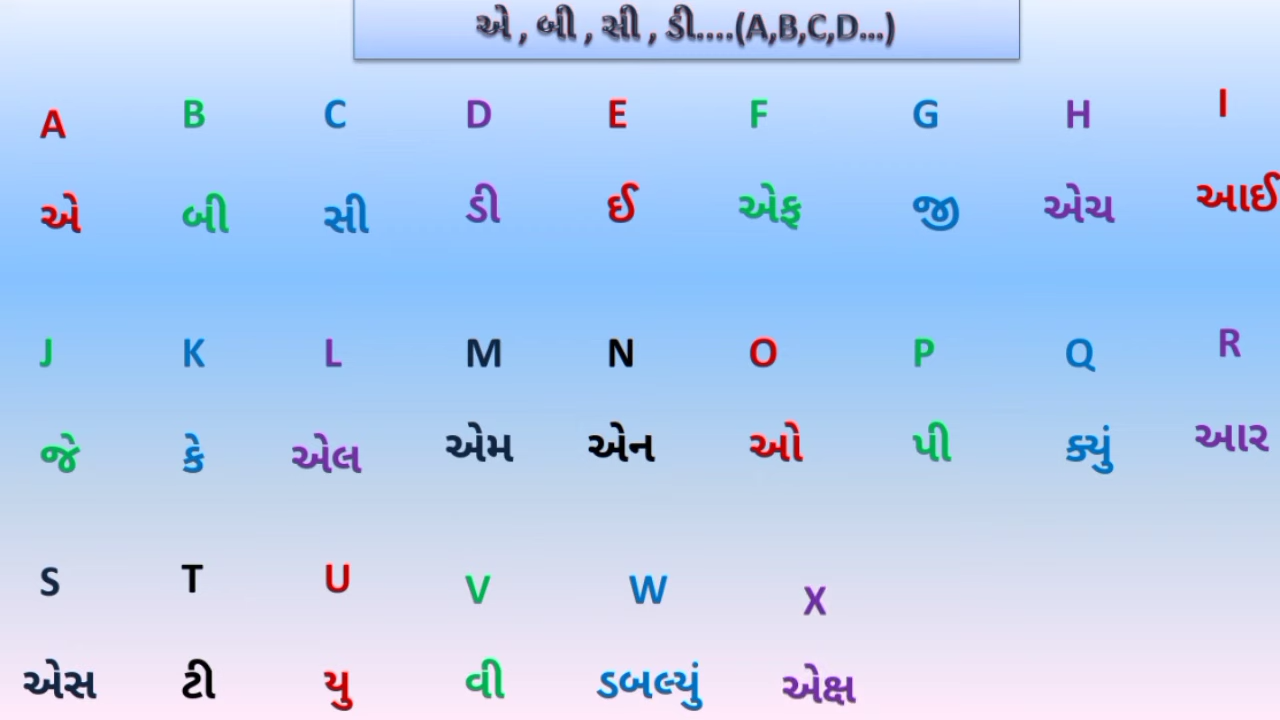 એ , બી , સી , ડી....(A,B,C,D...)
A B C D E F G H I
એ બી સી ડી ઈ એફ જી એચ આઈ
J K L M N O P Q R
જે કે એલ એમ એન ઓ પી ક્યું આર
S T U V W X
એસ ટી યુ વી ડબલ્યું એક્ષ